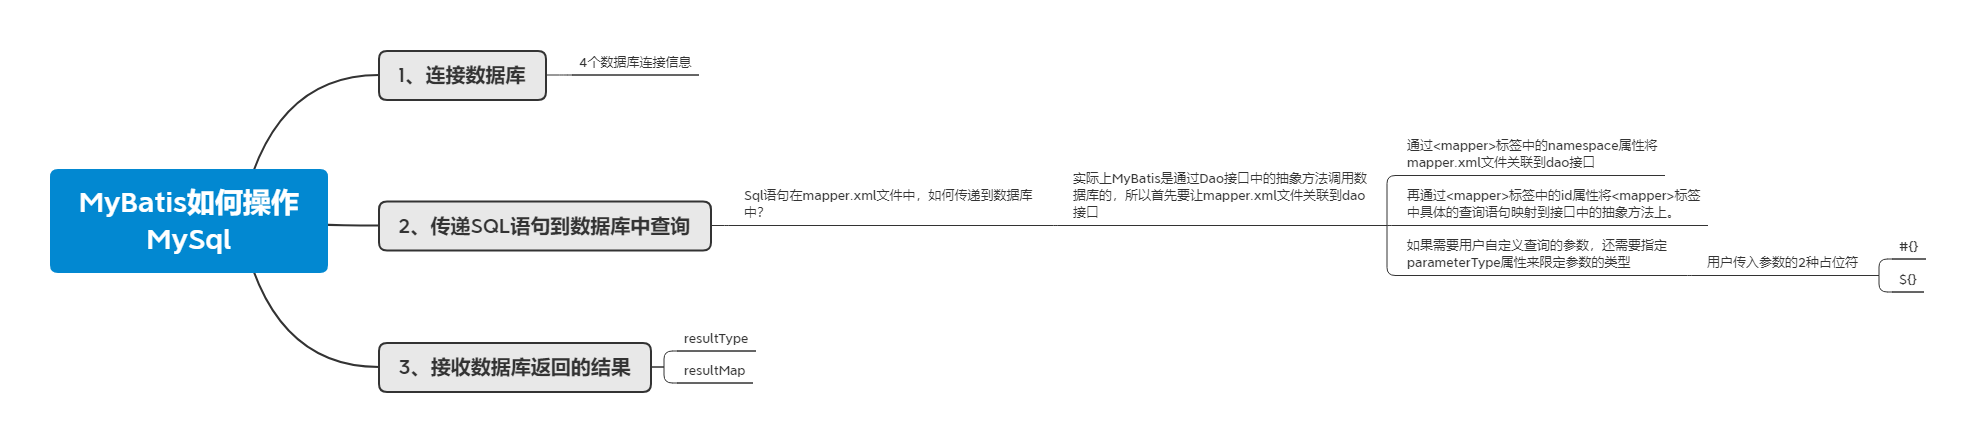 MyBatis如何操作
MySql
1、连接数据库
4个数据库连接信息
2、传递SQL语句到数据库中查询
Sql语句在mapper.xml文件中，如何传递到数据库
中？
实际上MyBatis是通过Dao接口中的抽象方法调用数
据库的，所以首先要让mapper.xml文件关联到dao
接口
通过<mapper>标签中的namespace属性将
mapper.xml文件关联到dao接口
再通过<mapper>标签中的id属性将<mapper>标签
中具体的查询语句映射到接口中的抽象方法上。
如果需要用户自定义查询的参数，还需要指定
parameterType属性来限定参数的类型
用户传入参数的2种占位符
#{}
${}
3、接收数据库返回的结果
resultType
resultMap